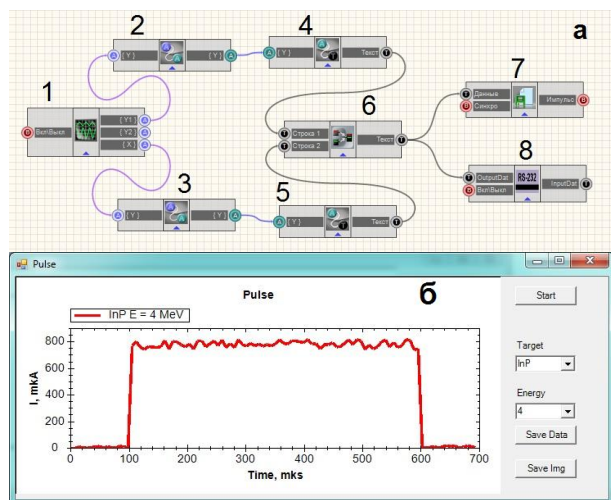 2
4
а
{ Y }
{ Y }
{ Y }
Текст
1
6
7
{ Y1 }
Вкл\Выкл
{ Y2 }
{ X }
Строка 1
Строка 2
Текст
Данные
Импульс
Синхро
3
5
8
{ Y }
{ Y }
{ Y }
Текст
OutputDat
RS-232
InputDat
Вкл\Выкл
Pulse
Pulse
б
InP E = 4 MeV
Start
I, mkA
800
600
400
200
0
0
100
200
300
400
500
600
700
Time, mks
Target
InP
Energy
4
Save Data
Save Img